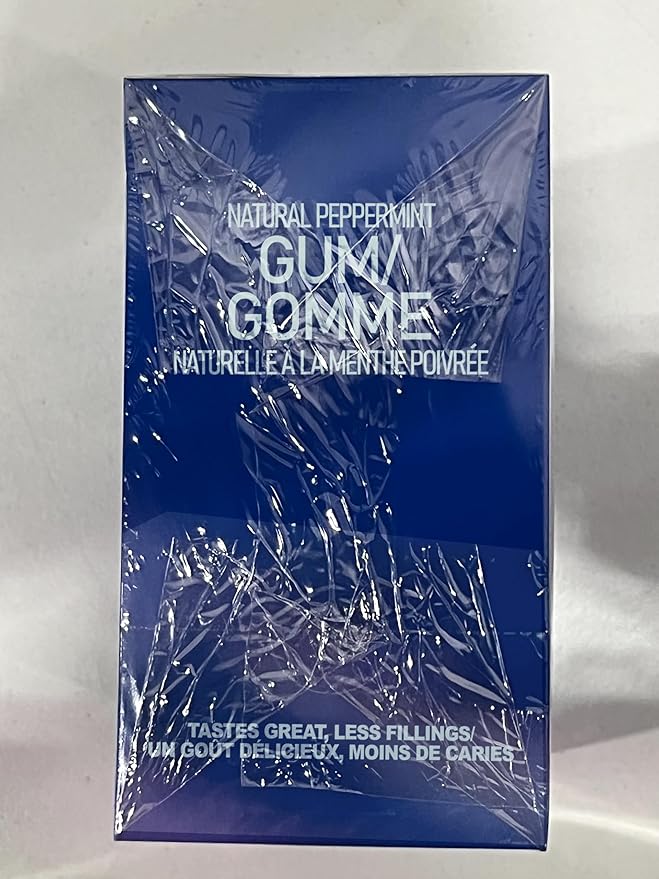 NATURAL PEPPERMINT
GUM/
GOMME
NATURELLE À LA MENTHE POIVRÉE
TASTES GREAT, LESS FILLINGS/
UN GOÛT DÉLICIEUX, MOINS DE CARIES